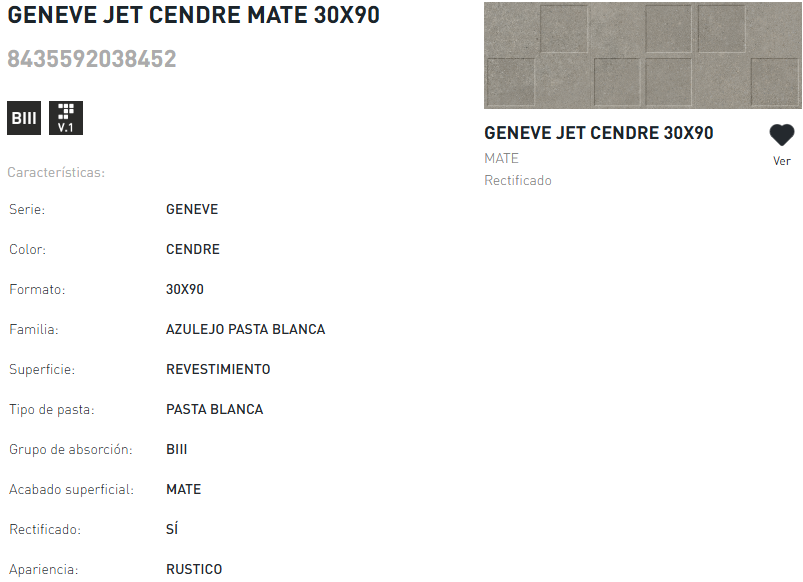 GENEVE JET CENDRE MATE 30X90
8435592038452
BIII
V.1
Características:
Serie: GENEVE
Color: CENDRE
Formato: 30X90
Familia: AZULEJO PASTA BLANCA
Superficie: REVESTIMIENTO
Tipo de pasta: PASTA BLANCA
Grupo de absorción: BIII
Acabado superficial: MATE
Rectificado: SÍ
Apariencia: RUSTICO
GENEVE JET CENDRE 30X90
MATE
Rectificado
Ver